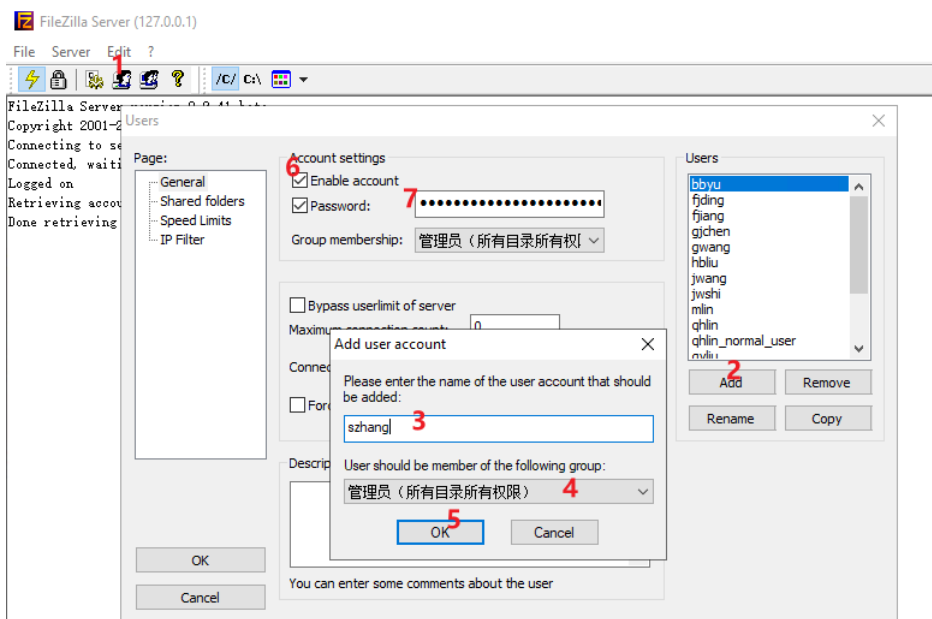 FileZilla Server (127.0.0.1)
File Server Edit ?
1
/C/ C:\
FileZilla Server
Copyright 2001-2
Connecting to se
Connected, waiti
Logged on
Retrieving accou
Done retrieving
Users
Page:
General
Shared folders
Speed Limits
IP Filter
OK
Cancel
Account settings
6
Enable account
Password:
7
Group membership:
管理员（所有目录所有权
Bypass userlimit of server
Maximum connection count:
0
Connec
Forc
Descrip
You can enter some comments about the user
Add user account
Please enter the name of the user account that should
be added:
szhang
3
User should be member of the following group:
管理员（所有目录所有权限）
4
5
OK
Cancel
Users
bbyu
fjding
fjiang
gjchen
gwang
hbliu
jwang
jwshi
mlin
qhlin
qhlin_normal_user
2
Add
Remove
Rename
Copy